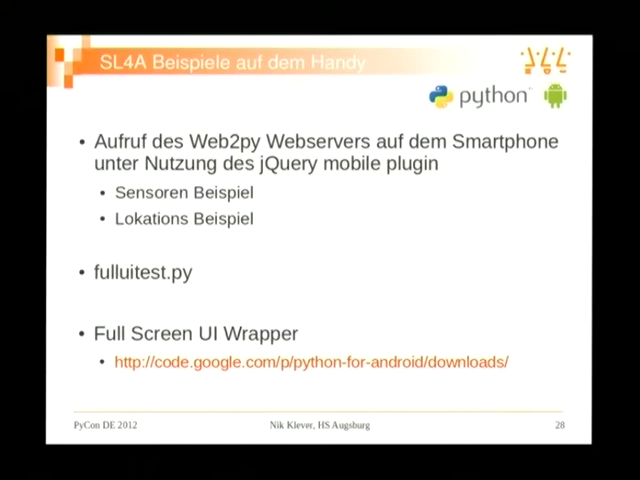 SL4A Beispiele auf dem Handy
python
• Aufruf des Web2py Webservers auf dem Smartphone
unter Nutzung des jQuery mobile plugin
• Sensoren Beispiel
• Lokations Beispiel
• fulluitest.py
• Full Screen UI Wrapper
• http://code.google.com/p/python-for-android/downloads/
PyCon DE 2012
Nik Klever, HS Augsburg
28